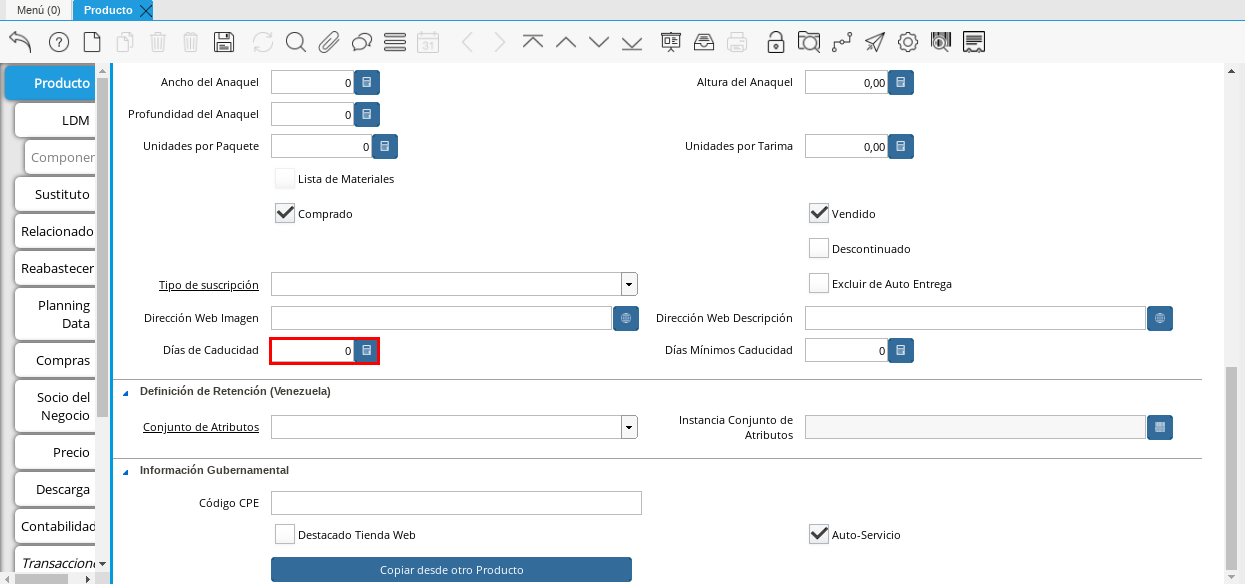 Menú (0)
Producto
31
Producto
LDM
Componer
Sustituto
Relacionado
Reabastecer
Planning
Data
Compras
Socio del
Negocio
Precio
Descarga
Contabilidad
Transaccion
Ancho del Anaquel
0
Altura del Anaquel
0,00
Profundidad del Anaquel
0
Unidades por Paquete
0
Unidades por Tarima
0,00
Lista de Materiales
Comprado
Vendido
Descontinuado
Tipo de suscripción
Excluir de Auto Entrega
Dirección Web Imagen
Dirección Web Descripción
Días de Caducidad
0
Días Mínimos Caducidad
0
Definición de Retención (Venezuela)
Conjunto de Atributos
Instancia Conjunto de
Atributos
Información Gubernamental
Código CPE
Destacado Tienda Web
Auto-Servicio
Copiar desde otro Producto